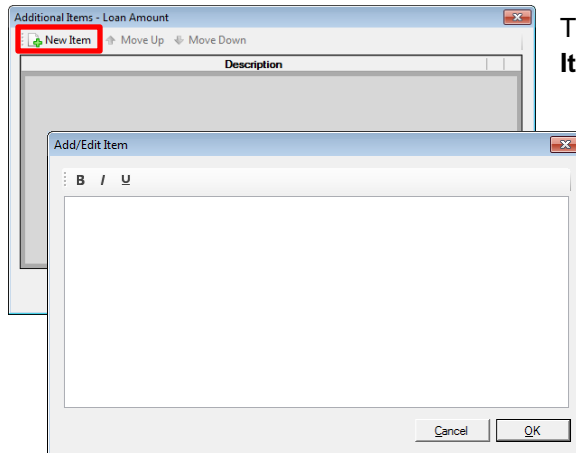 Additional Items - Loan Amount
New Item Move Up Move Down
Description
Add/Edit Item
B I U
Cancel OK
T
It